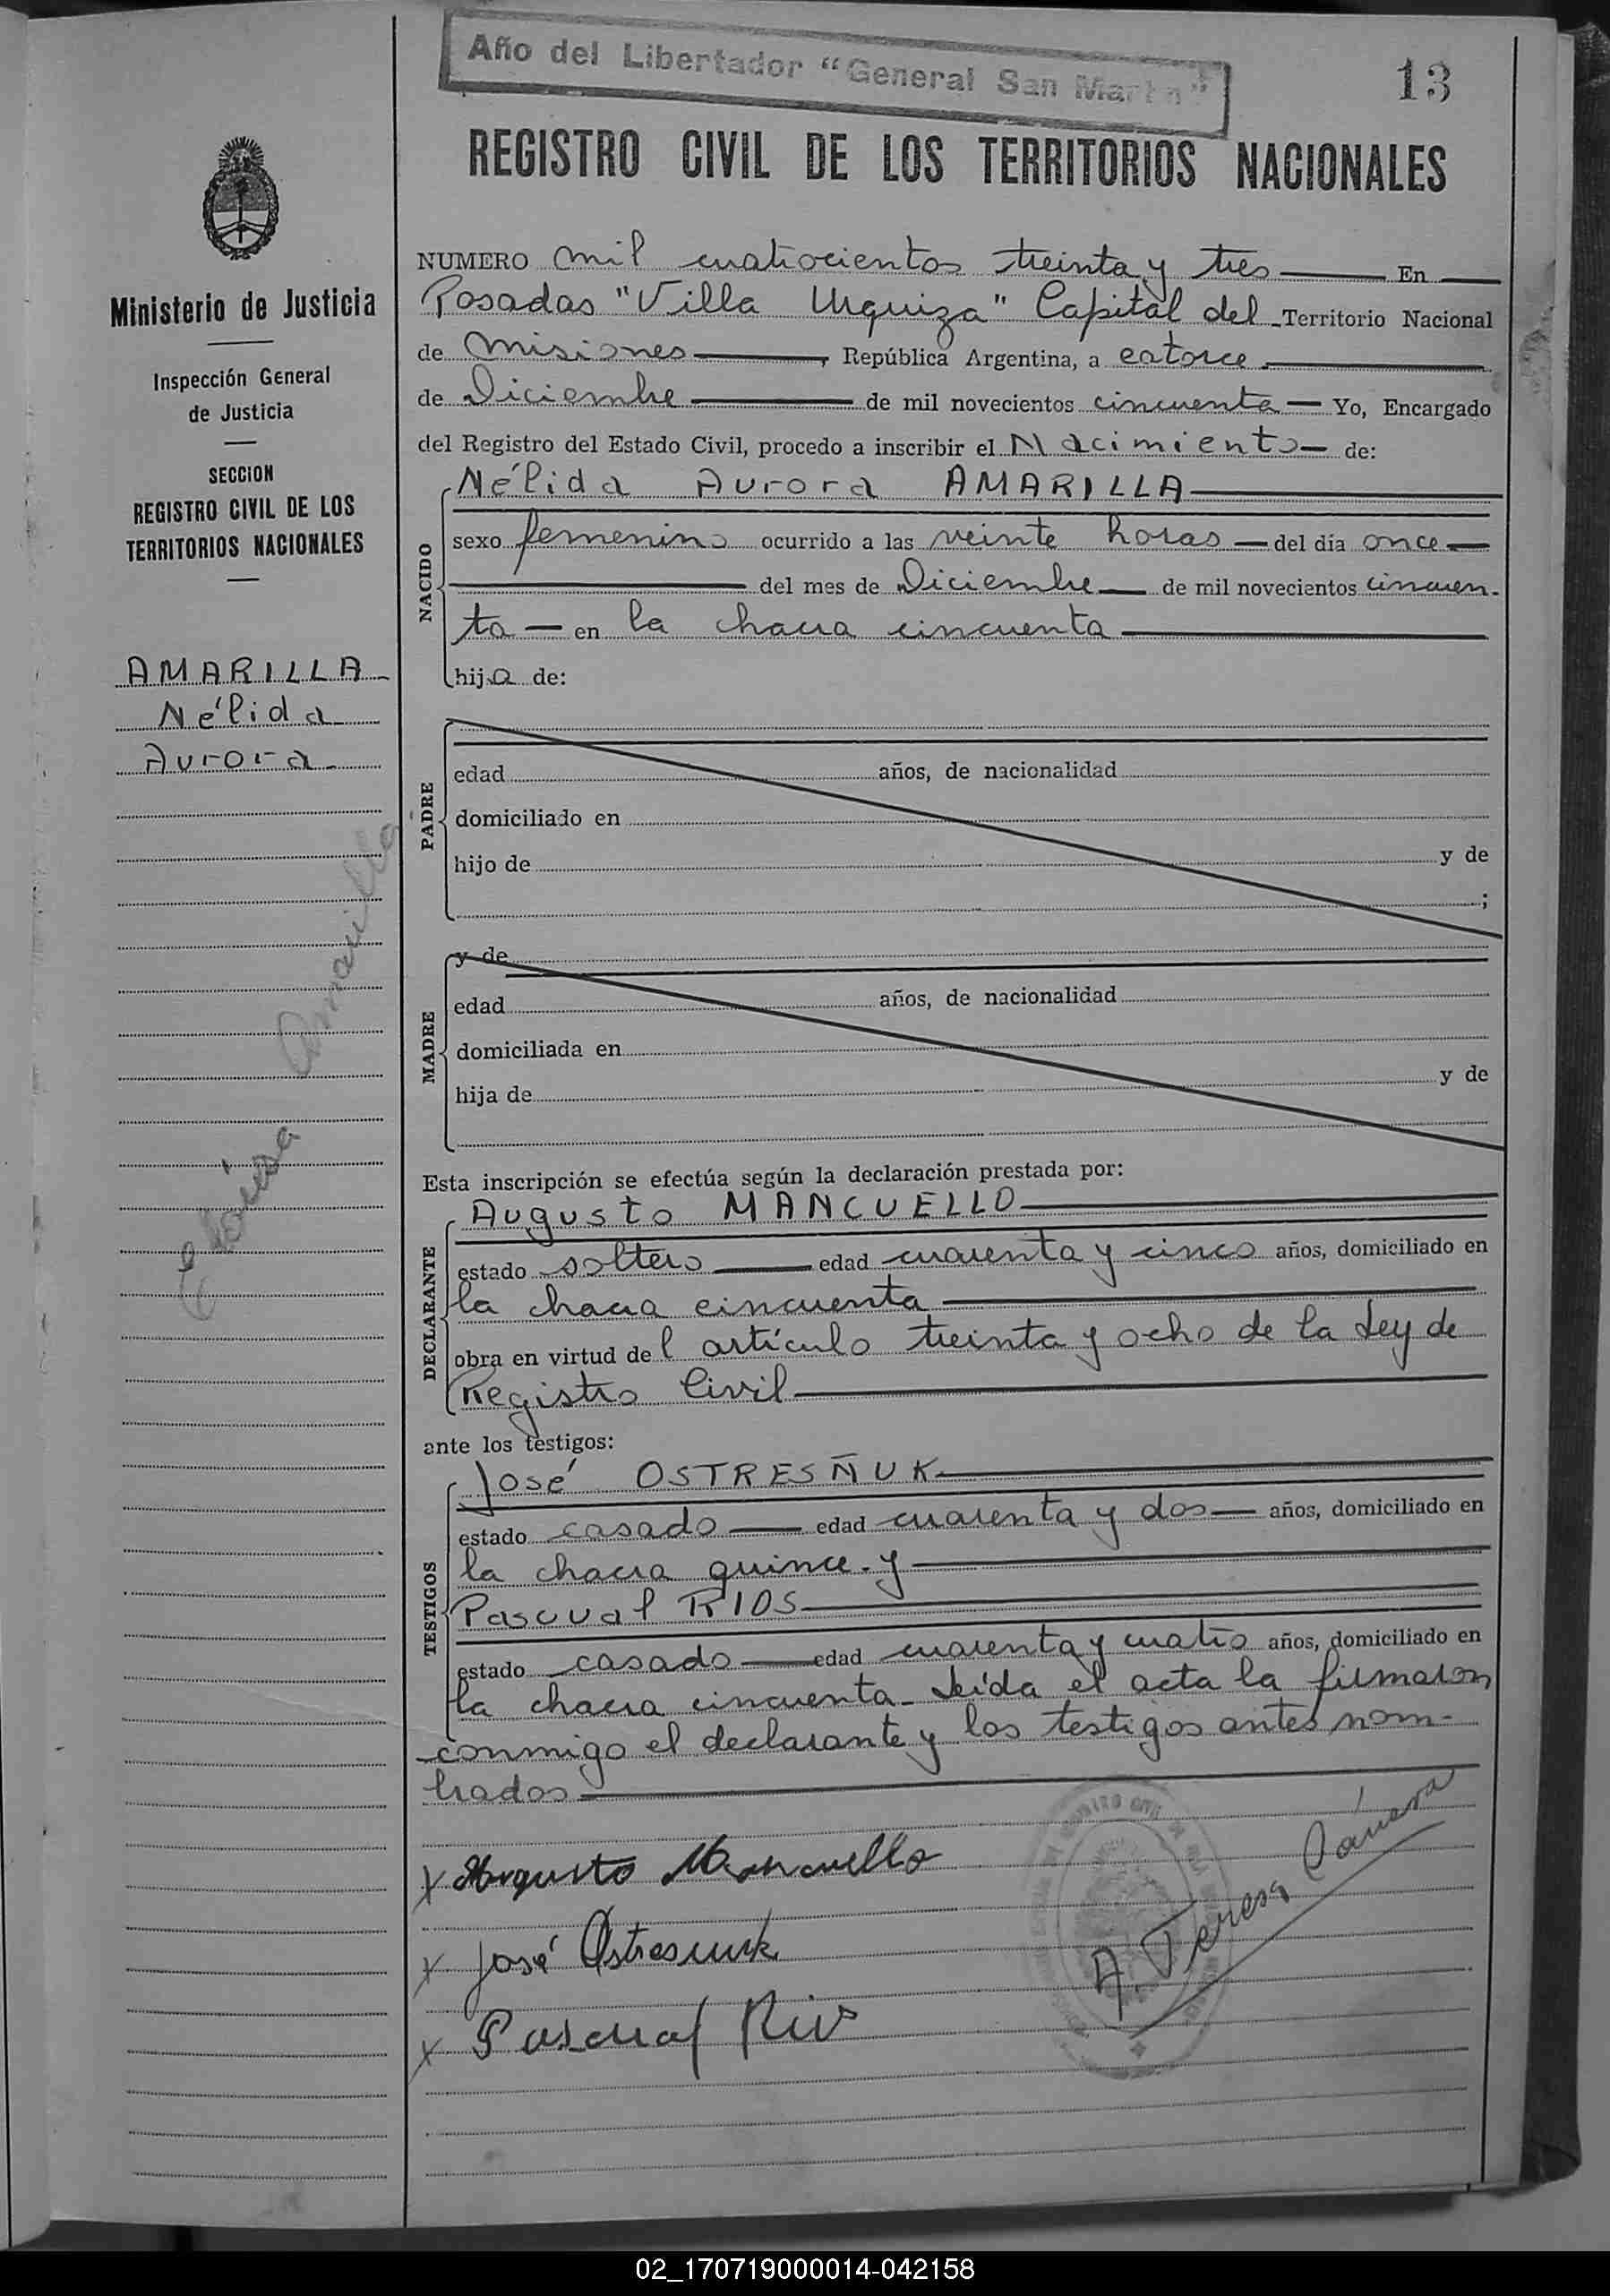 Año del Libertador "General San Martín"
13
REGISTRO CIVIL DE LOS TERRITORIOS NACIONALES
Ministerio de Justicia
Inspección General
de Justicia
SECCION
REGISTRO CIVIL DE LOS
TERRITORIOS NACIONALES
AMARILLA
Nélida
Aurora
Amarilla
NUMERO mil cuatrocientos treinta y tres En
Posadas "Villa Urquiza" Capital del Territorio Nacional
de Misiones, República Argentina, a catorce
de Diciembre de mil novecientos cincuenta Yo, Encargado
del Registro del Estado Civil, procedo a inscribir el Nacimiento de:
NACIDO
Nélida Aurora AMARILLA
sexo femenino ocurrido a las veinte horas del día once
del mes de Diciembre de mil novecientos cincuen-
ta en la chacra cincuenta
hija de:
PADRE
edad años, de nacionalidad
domiciliado en
hijo de y de
;
MADRE
y de
edad años, de nacionalidad
domiciliada en
hija de y de
Esta inscripción se efectúa según la declaración prestada por:
DECLARANTE
Augusto MANCUELLO
estado soltero edad cuarenta y cinco años, domiciliado en
la chacra cincuenta
obra en virtud del artículo treinta y ocho de la Ley de
Registro Civil
ante los testigos:
TESTIGOS
José OSTRESÑUK
estado casado edad cuarenta y dos años, domiciliado en
la chacra quince. y
Pascual RIOS
estado casado edad cuarenta y cuatro años, domiciliado en
la chacra cincuenta. Leída el acta la firmaron
conmigo el declarante y los testigos antes nom-
brados
x Augusto Mancuello
x José Ostresnuk
x Pascual Rios
A. Teresa
02_170719000014-042158